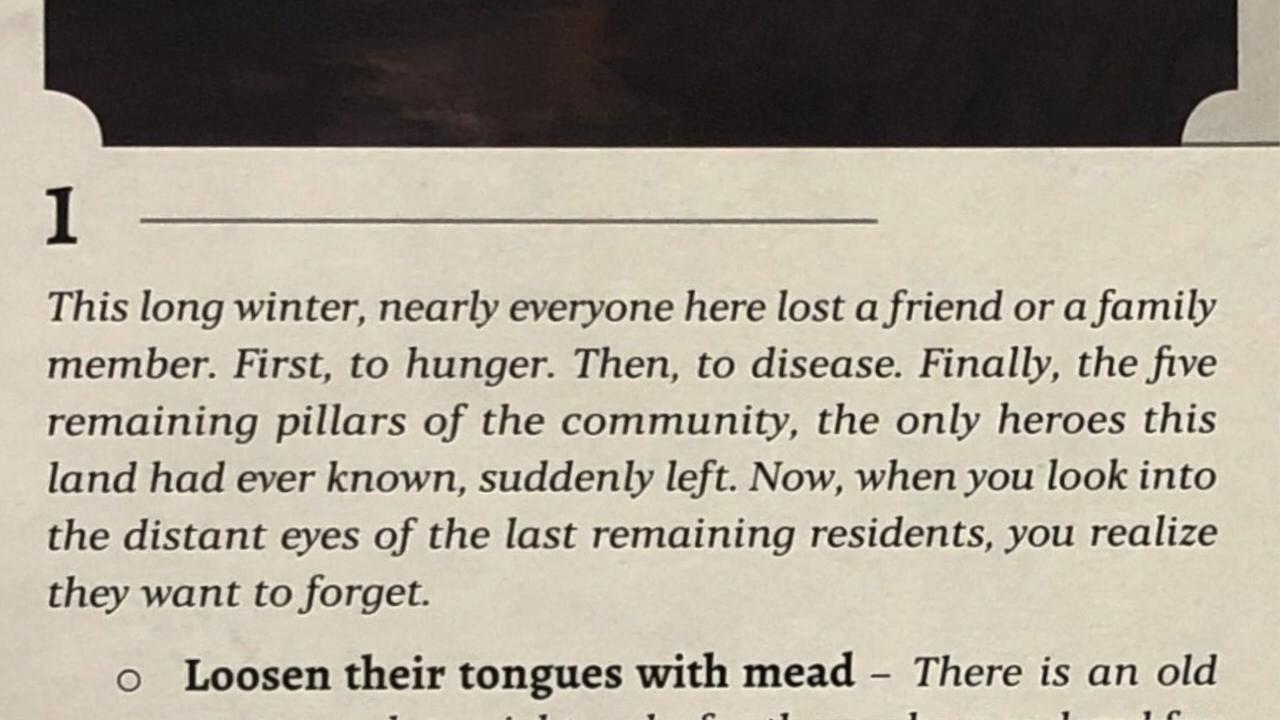 1
This long winter, nearly everyone here lost a friend or a family
member. First, to hunger. Then, to disease. Finally, the five
remaining pillars of the community, the only heroes this
land had ever known, suddenly left. Now, when you look into
the distant eyes of the last remaining residents, you realize
they want to forget.
○ Loosen their tongues with mead – There is an old